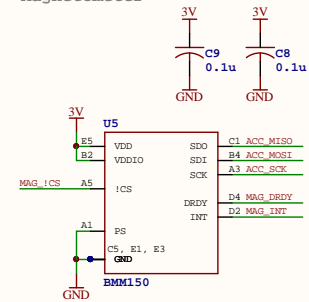 3V 3V
C9 C8
0.1u 0.1u
GND GND
3V
U5
E5 VDD SDO C1 ACC_MISO
B2 VDDIO SDI B4 ACC_MOSI
SCK A3 ACC_SCK
MAG_!CS A5 !CS
DRDY D4 MAG_DRDY
INT D2 MAG_INT
A1 PS
C5, E1, E3
GND
BMM150
GND